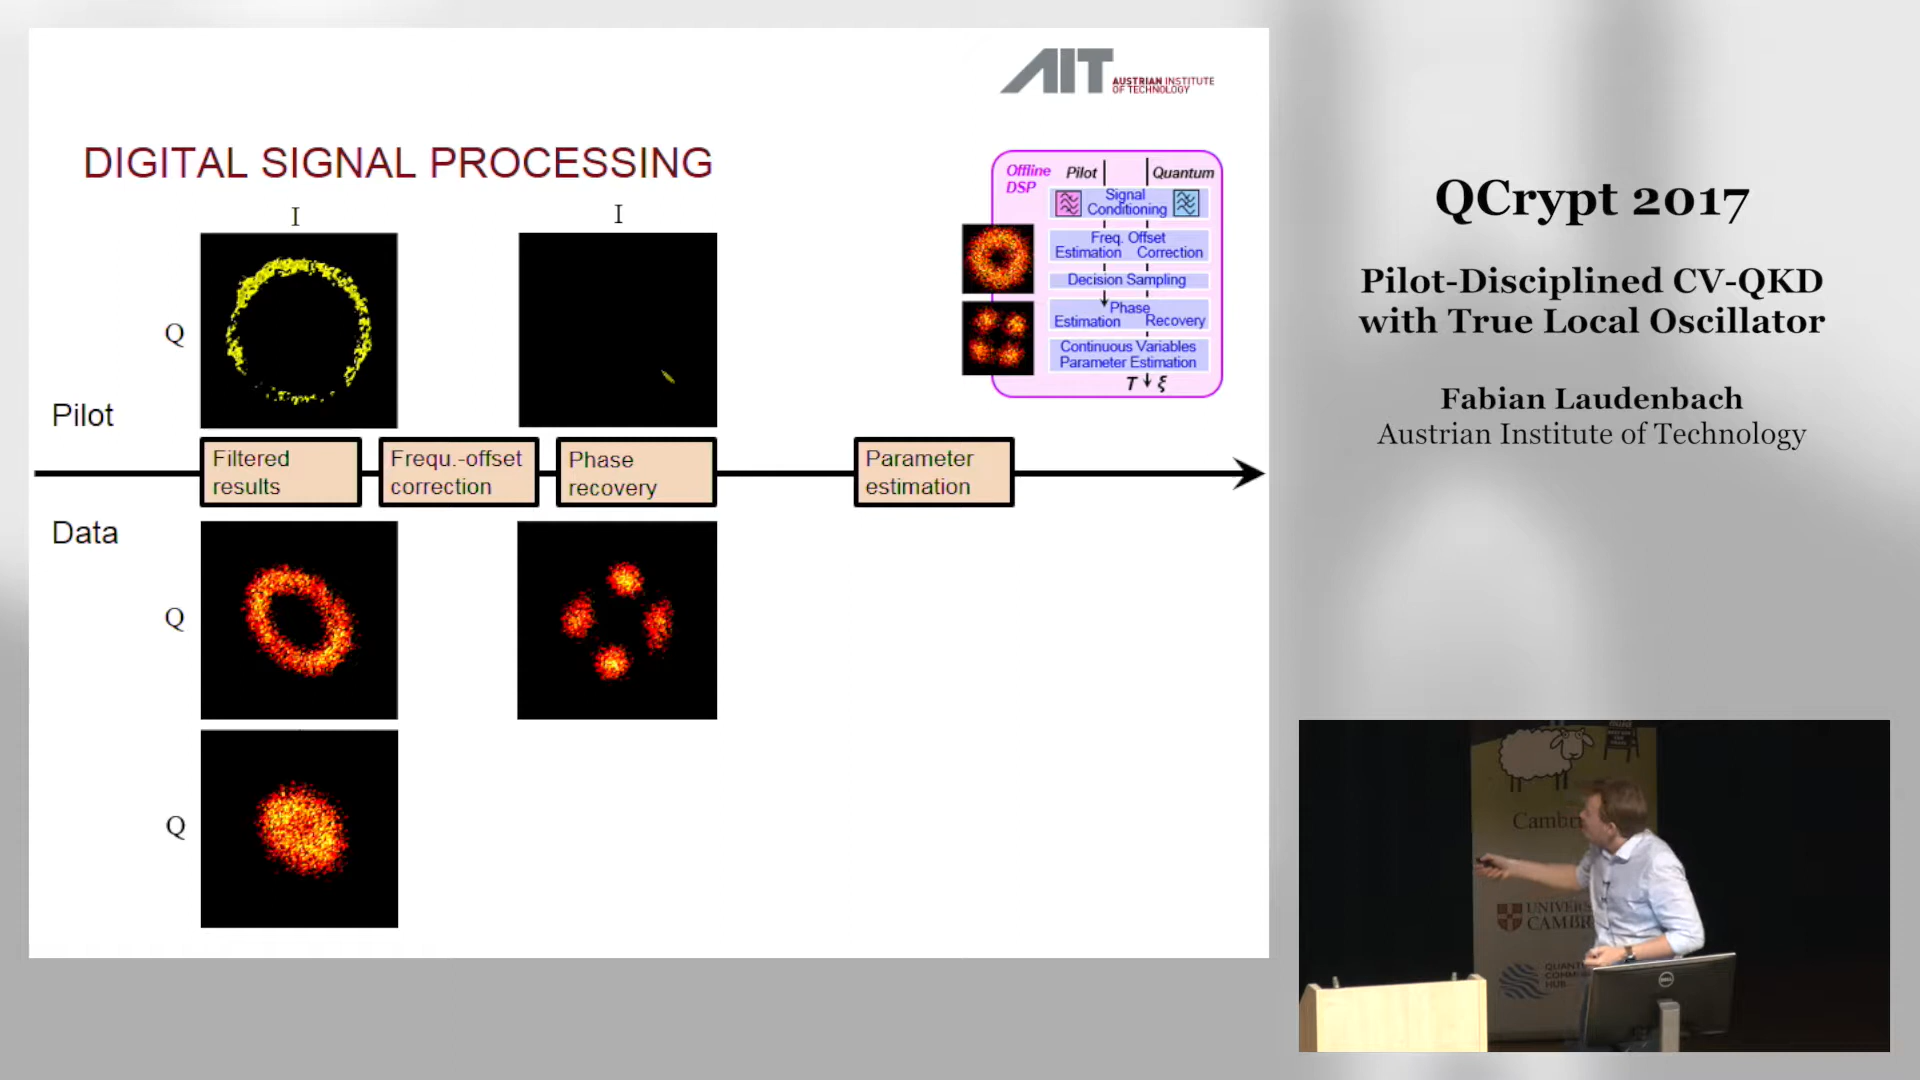 AIT
AUSTRIAN INSTITUTE
OF TECHNOLOGY
DIGITAL SIGNAL PROCESSING
I
I
Q
Pilot
Filtered
results
Frequ.-offset
correction
Phase
recovery
Parameter
estimation
Data
Q
Q
Offline
DSP
Pilot
Quantum
Signal
Conditioning
Freq. Offset
Estimation Correction
Decision Sampling
Phase
Estimation Recovery
Continuous Variables
Parameter Estimation
T ξ
QCrypt 2017
Pilot-Disciplined CV-QKD
with True Local Oscillator
Fabian Laudenbach
Austrian Institute of Technology
DELL